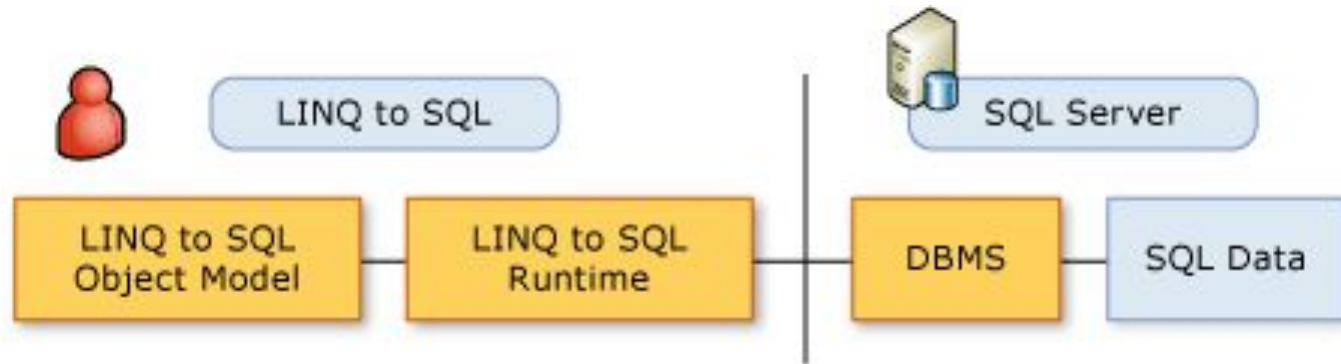 LINQ to SQL
SQL Server
LINQ to SQL
Object Model
LINQ to SQL
Runtime
DBMS
SQL Data